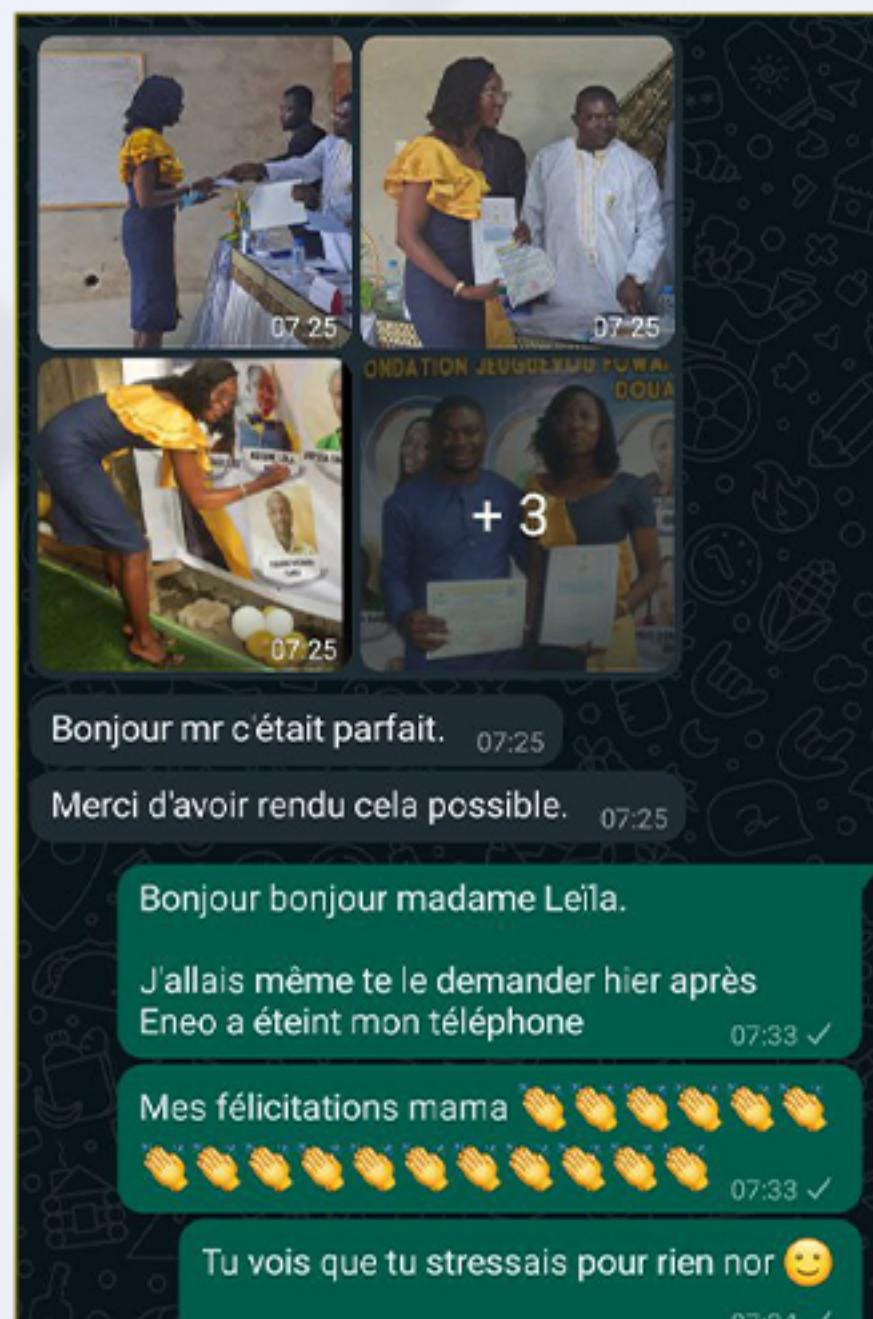 07:25
07:25
ONDATION
DOUA
+ 3
07:25
Bonjour mr c'était parfait. 07:25
Merci d'avoir rendu cela possible. 07:25
Bonjour bonjour madame Leïla.
J'allais même te le demander hier après
Eneo a éteint mon téléphone 07:33
Mes félicitations mama 👏👏👏👏👏👏
👏👏👏👏👏👏👏👏👏👏👏 07:33
Tu vois que tu stressais pour rien nor 🙂